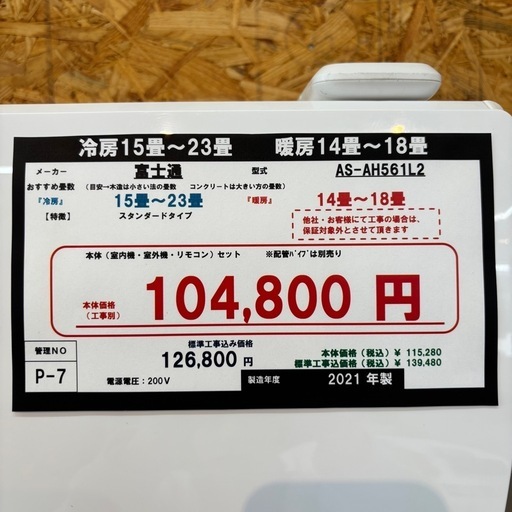 冷房15畳～23畳 暖房14畳～18畳
メーカー 富士通 型式 AS-AH561L2
おすすめ畳数 (目安→木造は小さい法の畳数 コンクリートは大きい方の畳数)
『冷房』 15畳～23畳 『暖房』 14畳～18畳
【特徴】 スタンダードタイプ
他社・お客様にて工事の場合は、
保証対象外とさせて頂きます
本体（室内機・室外機・リモコン）セット ※配管ﾊﾟｲﾌﾟは別売り
本体価格
（工事別）
104,800 円
標準工事込み価格
126,800 円
本体価格（税込）￥ 115,280
標準工事込価格（税込）￥ 139,480
管理NO
P-7
電源電圧：200V
製造年度 2021 年製